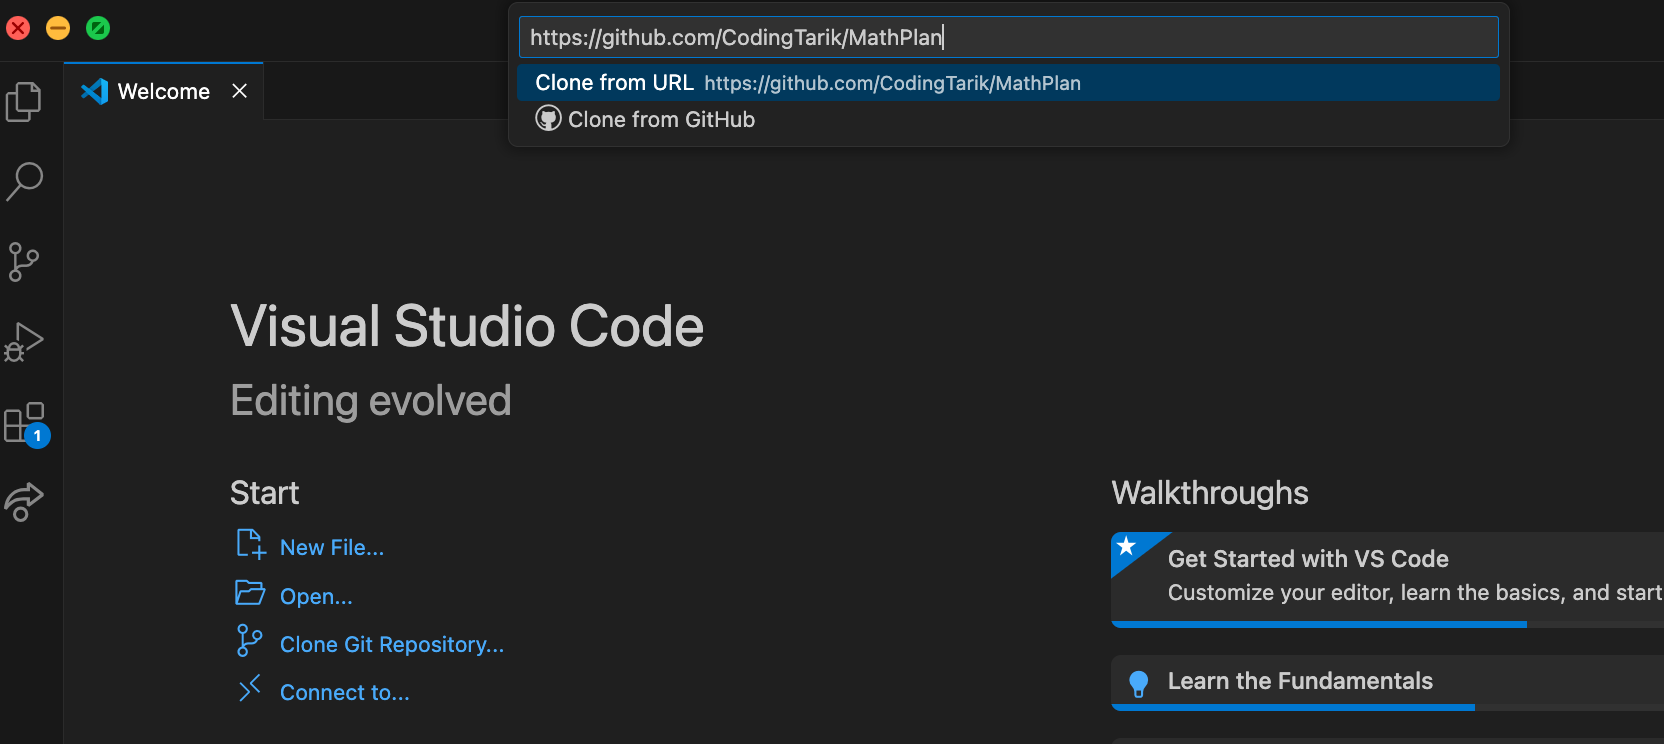 https://github.com/CodingTarik/MathPlan
Clone from URL https://github.com/CodingTarik/MathPlan
Clone from GitHub
Welcome
Visual Studio Code
Editing evolved
Start
New File...
Open...
Clone Git Repository...
Connect to...
1
Walkthroughs
Get Started with VS Code
Customize your editor, learn the basics, and start
Learn the Fundamentals